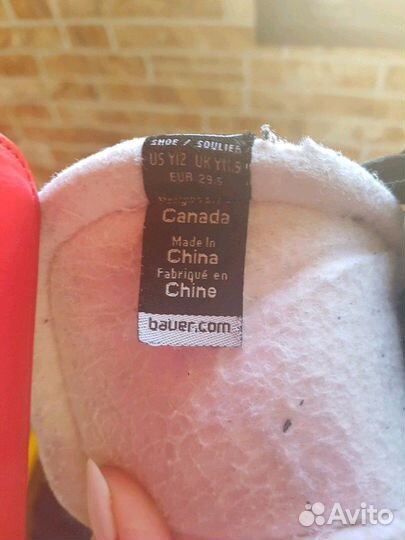 SHOE / SOULIER
US Y12 UK Y11.5
EUR 29.5
Canada
Made in
China
Fabriqué en
Chine
bauer.com
Avito